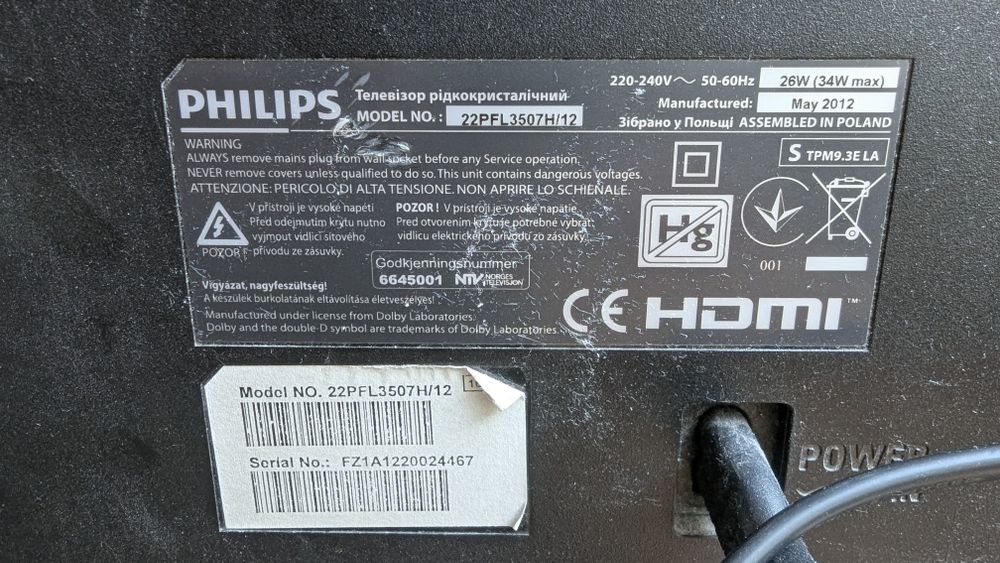 PHILIPS
Телевізор рідкокристалічний
MODEL NO. : 22PFL3507H/12
220-240V～ 50-60Hz 26W (34W max)
Manufactured: May 2012
Зібрано у Польщі ASSEMBLED IN POLAND
WARNING
ALWAYS remove mains plug from wall socket before any Service operation.
NEVER remove covers unless qualified to do so. This unit contains dangerous voltages.
ATTENZIONE: PERICOLO DI ALTA TENSIONE. NON APRIRE LO SCHIENALE.
S TPM9.3E LA
V přístroji je vysoké napětí
Před odejmutím krytu nutno
vyjmout vidlici síťového
přívodu ze zásuvky.
POZOR !
POZOR ! V prístroji je vysoké napätie
Pred otvorením krytu je potrebné vybrať
vidlicu elektrického prívodu zo zásuvky.
Hg
001
Godkjenningsnummer
6645001 NTV NORGES TELEVISJON
Vigyázat, nagyfeszültség!
A készülék burkolatának eltávolítása életveszélyes!
Manufactured under license from Dolby Laboratories.
Dolby and the double-D symbol are trademarks of Dolby Laboratories.
CE HDMI™
Model NO. 22PFL3507H/12
Serial No.: FZ1A1220024467
POWER
IN